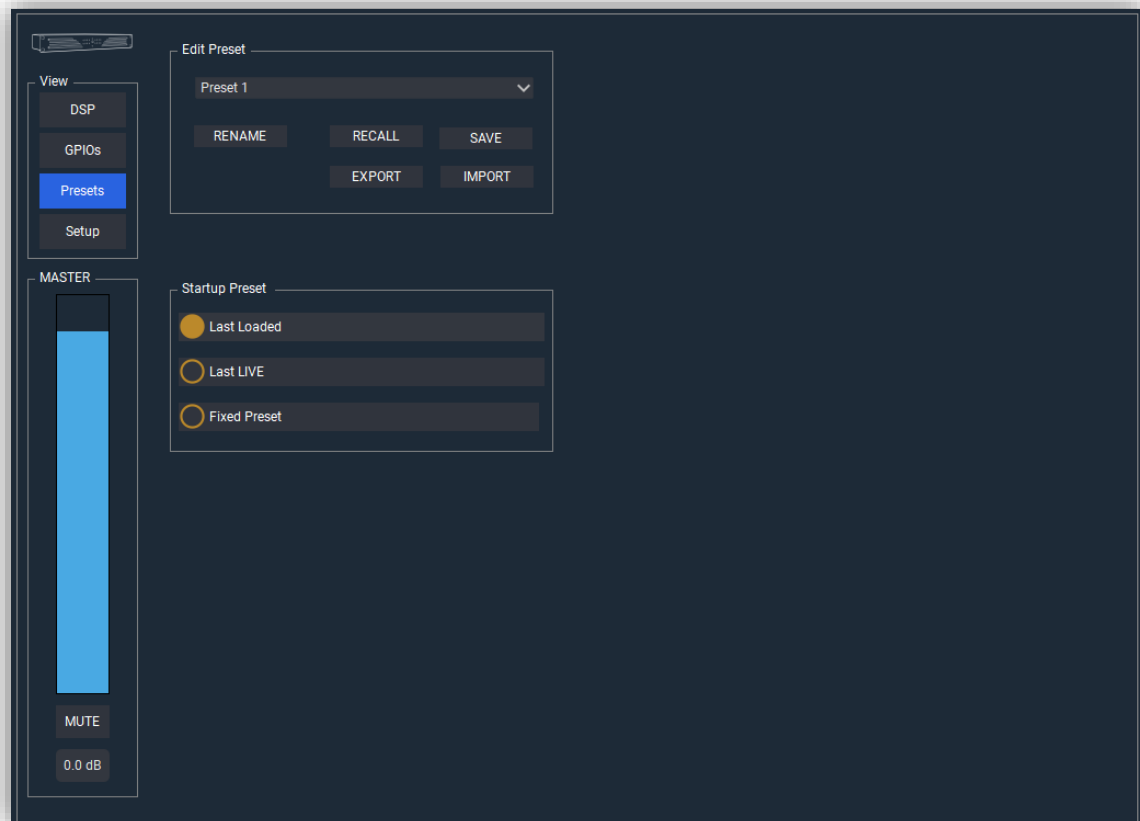 View
DSP
GPIOs
Presets
Setup
MASTER
MUTE
0.0 dB
Edit Preset
Preset 1
RENAME
RECALL
SAVE
EXPORT
IMPORT
Startup Preset
Last Loaded
Last LIVE
Fixed Preset